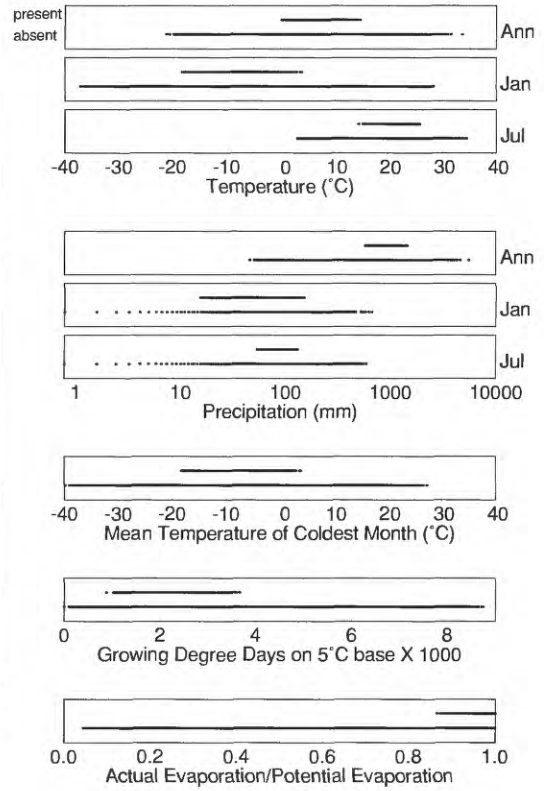 present
absent
Ann
Jan
Jul
-40 -30 -20 -10 0 10 20 30 40
Temperature (°C)
Ann
Jan
Jul
1 10 100 1000 10000
Precipitation (mm)
-40 -30 -20 -10 0 10 20 30 40
Mean Temperature of Coldest Month (°C)
0 2 4 6 8
Growing Degree Days on 5°C base X 1000
0.0 0.2 0.4 0.6 0.8 1.0
Actual Evaporation/Potential Evaporation